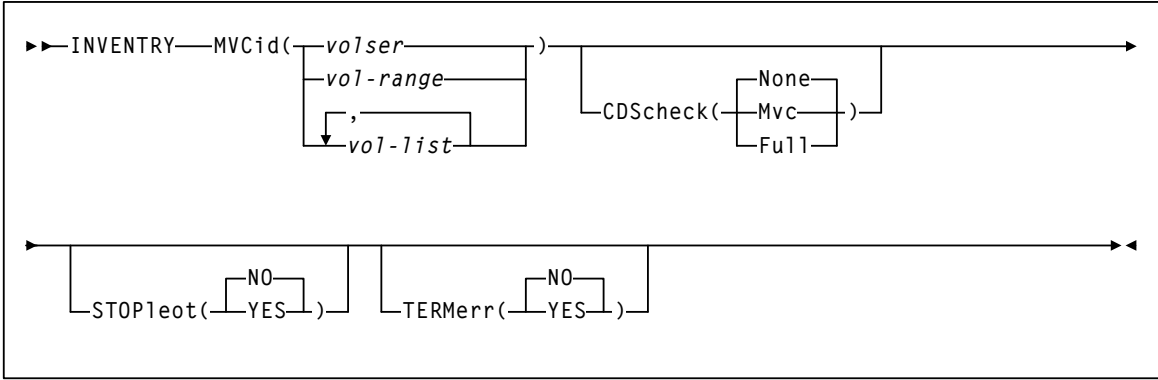 INVENTRY MVCid( volser )
None
vol-range
CDScheck( Mvc )
,
Full
vol-list
NO NO
STOPleot( YES ) TERMerr( YES )